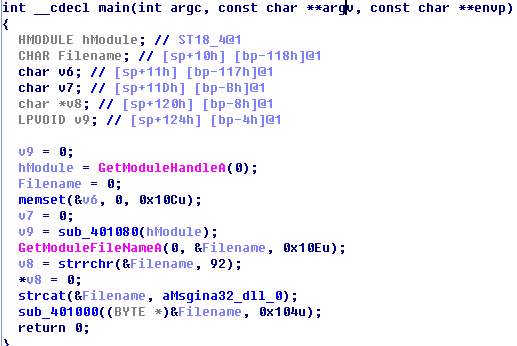 int __cdecl main(int argc, const char **argv, const char **envp)
{
HMODULE hModule; // ST18_4@1
CHAR Filename; // [sp+10h] [bp-118h]@1
char v6; // [sp+11h] [bp-117h]@1
char v7; // [sp+11Dh] [bp-Bh]@1
char *v8; // [sp+120h] [bp-8h]@1
LPVOID v9; // [sp+124h] [bp-4h]@1
v9 = 0;
hModule = GetModuleHandleA(0);
Filename = 0;
memset(&v6, 0, 0x10Cu);
v7 = 0;
v9 = sub_401080(hModule);
GetModuleFileNameA(0, &Filename, 0x10Eu);
v8 = strrchr(&Filename, 92);
*v8 = 0;
strcat(&Filename, aMsgina32_dll_0);
sub_401000((BYTE *)&Filename, 0x104u);
return 0;
}